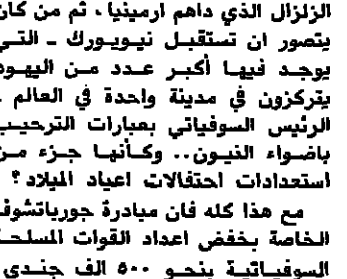 الزلزال الذي داهم ارمينيا ، ثم من كان
يتصور ان تستقبل نيويورك ــ التي
يوجد فيها أكبر عدد من اليهود
يتركزون في مدينة واحدة في العالم ــ
الرئيس السوفياتي بعبارات الترحيب
باضواء النيون.. وكأنها جزء من
استعدادات احتفالات اعياد الميلاد ؟
مع هذا كله فان مبادرة جورباتشوف
الخاصة بخفض اعداد القوات المسلحة
السوفياتية بنحو ٥٠٠ الف جندي